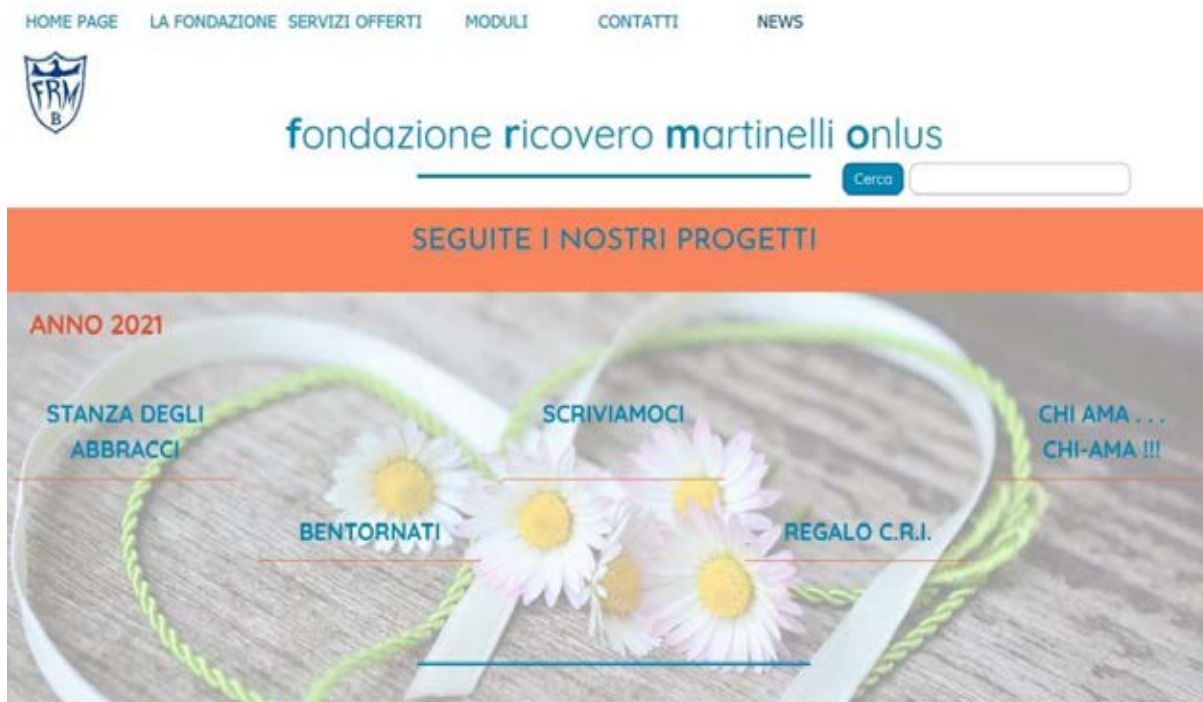 HOME PAGE LA FONDAZIONE SERVIZI OFFERTI MODULI CONTATTI NEWS
FRM
B
fondazione ricovero martinelli onlus
Cerca
SEGUITE I NOSTRI PROGETTI
ANNO 2021
STANZA DEGLI
ABBRACCI
SCRIVIAMOCI
CHI AMA . . .
CHI-AMA !!!
BENTORNATI
REGALO C.R.I.